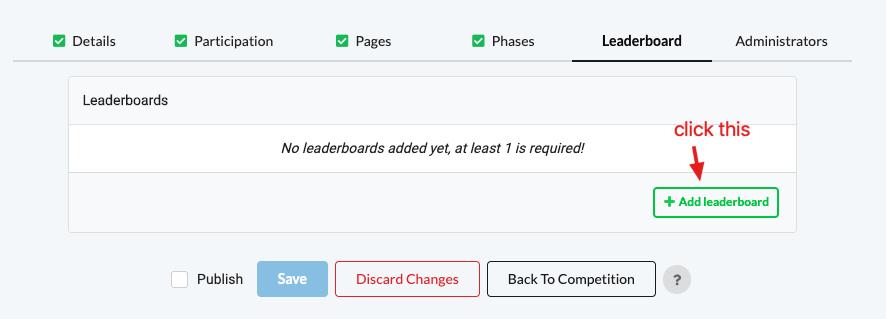 Details Participation Pages Phases Leaderboard Administrators
Leaderboards
click this
No leaderboards added yet, at least 1 is required!
+ Add leaderboard
Publish Save Discard Changes Back To Competition ?